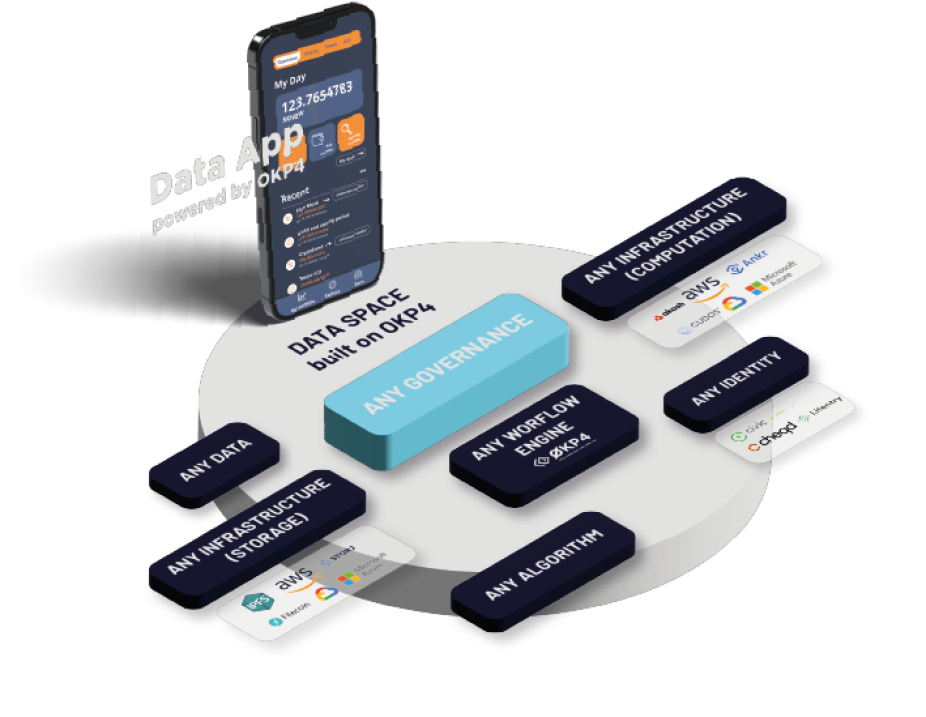 My Day
123.7654783
Data App
powered by OKP4
Recent
DATA SPACE
built on OKP4
ANY GOVERNANCE
ANY INFRASTRUCTURE
(COMPUTATION)
Ankr
aws
Microsoft
Azure
akash
CUDOS
ANY IDENTITY
civic
cheqd
Litentry
ANY WORFLOW
ENGINE
ØKP4
ANY DATA
ANY INFRASTRUCTURE
(STORAGE)
STORJ
aws
Microsoft
Azure
IPFS
Filecoin
ANY ALGORITHM